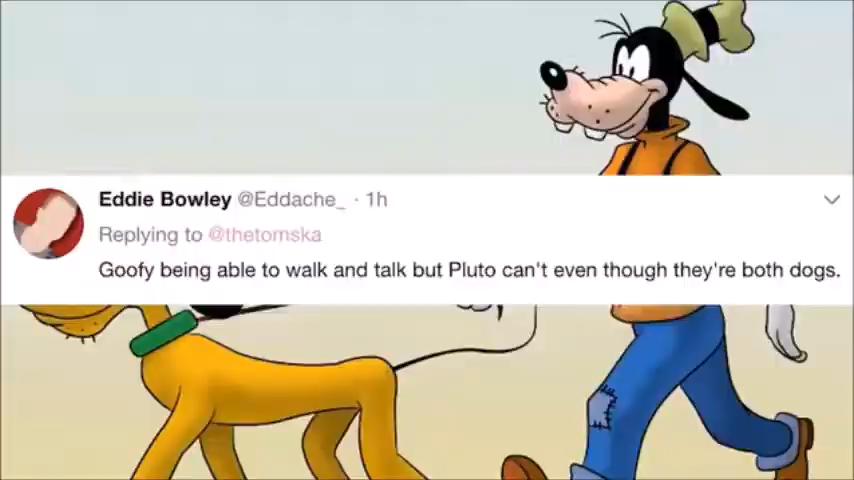 Eddie Bowley @Eddache_ · 1h
Replying to @thetomska
Goofy being able to walk and talk but Pluto can't even though they're both dogs.